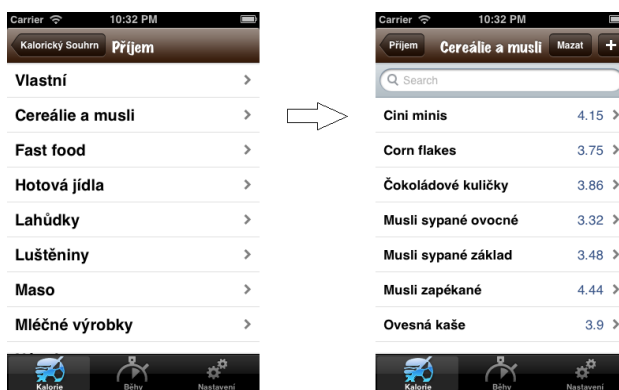 Carrier 10:32 PM
Kalorický Souhrn Příjem
Vlastní
Cereálie a musli
Fast food
Hotová jídla
Lahůdky
Luštěniny
Maso
Mléčné výrobky
Kalorie Běhy Nastavení
Carrier 10:32 PM
Příjem Cereálie a musli Mazat +
Search
Cini minis 4.15
Corn flakes 3.75
Čokoládové kuličky 3.86
Musli sypané ovocné 3.32
Musli sypané základ 3.48
Musli zapékané 4.44
Ovesná kaše 3.9
Kalorie Běhy Nastavení